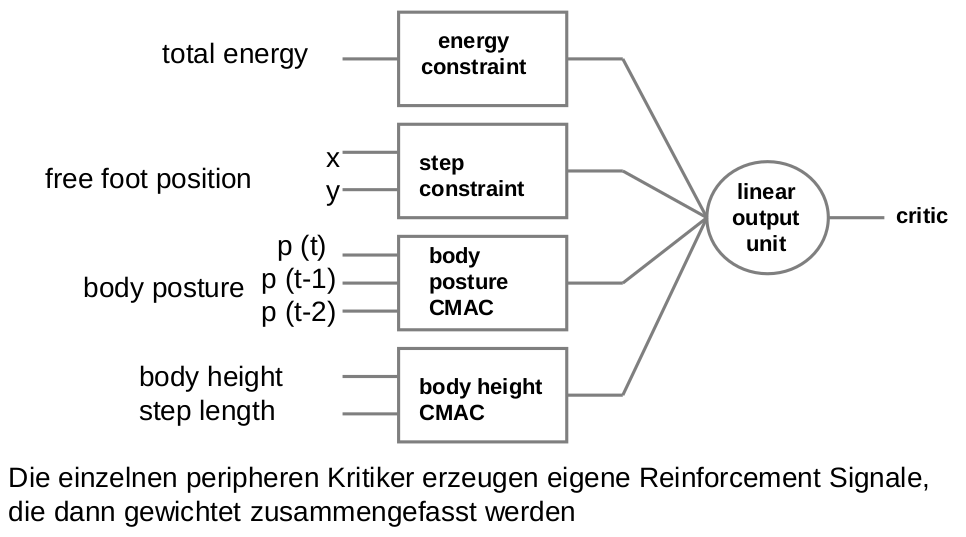 total energy
energy
constraint
free foot position
x
y
step
constraint
body posture
p (t)
p (t-1)
p (t-2)
body
posture
CMAC
body height
step length
body height
CMAC
linear
output
unit
critic
Die einzelnen peripheren Kritiker erzeugen eigene Reinforcement Signale,
die dann gewichtet zusammengefasst werden